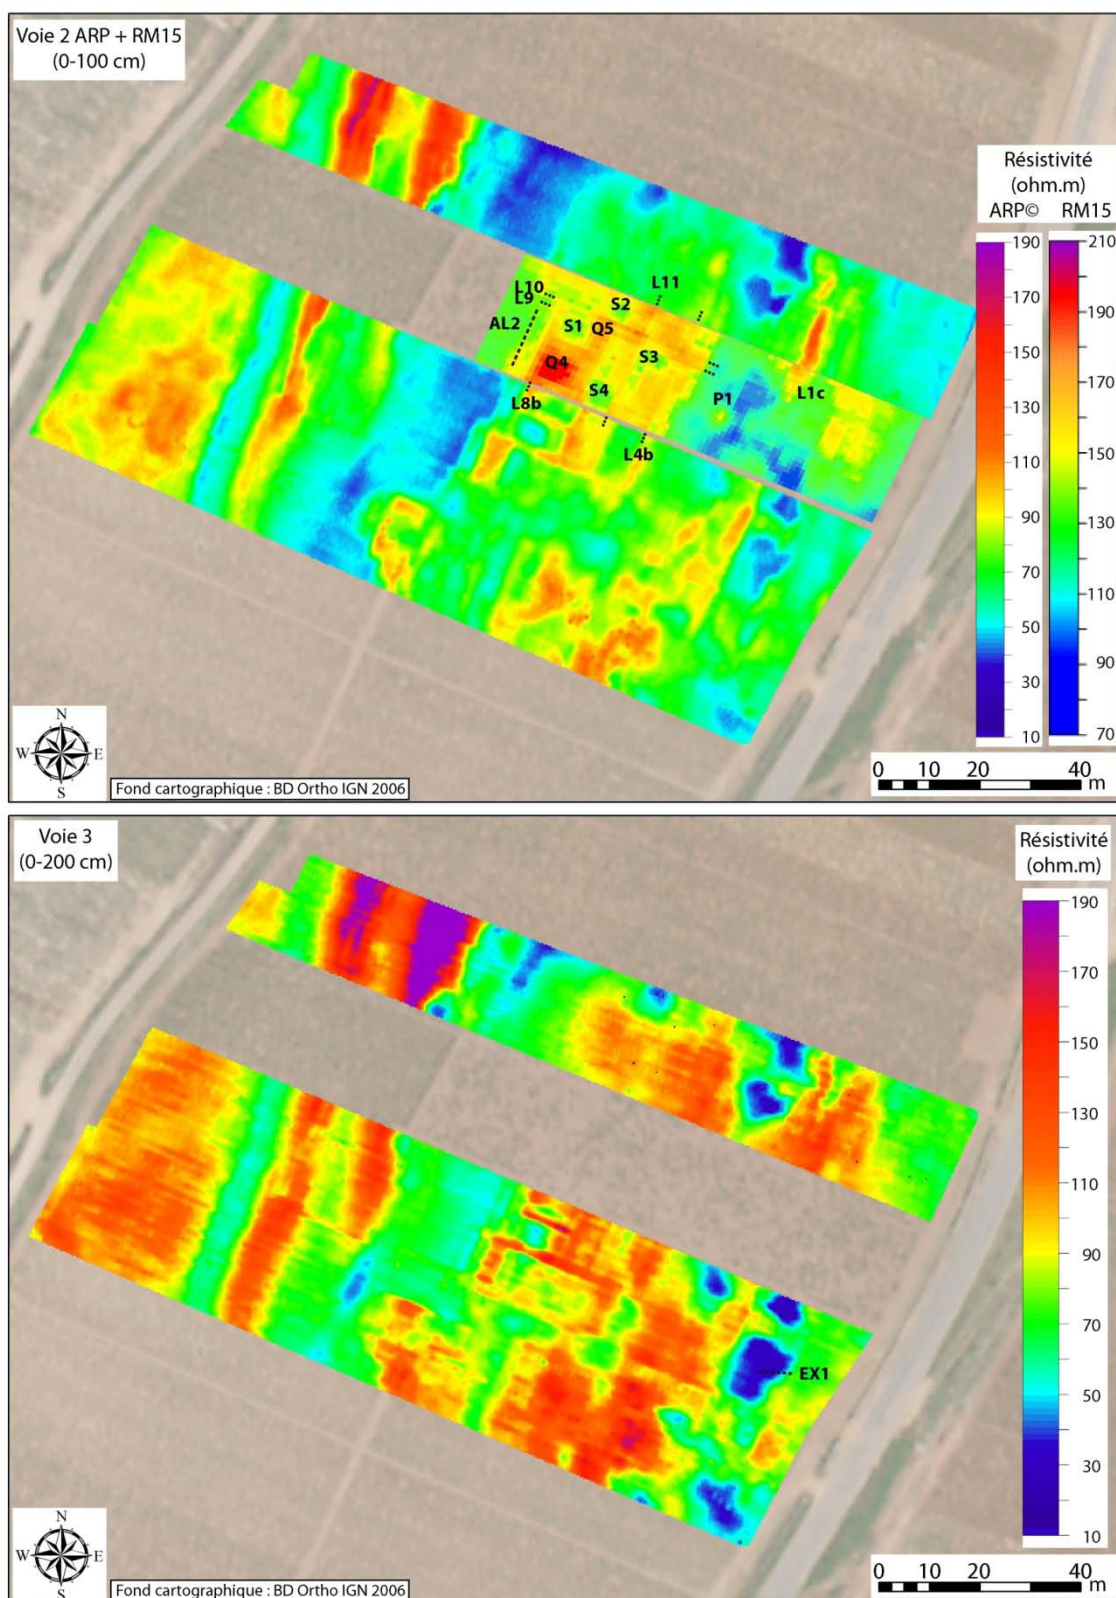 Voie 2 ARP + RM15
(0-100 cm)
Résistivité
(ohm.m)
ARP© RM15
190 210
170 190
150 170
130 150
110 130
90 110
70 90
50 70
30
10
L10
L9
AL2
S1
S2
Q5
L11
Q4
S3
S4
L8b
P1
L1c
L4b
N
W E
S
Fond cartographique : BD Ortho IGN 2006
0 10 20 40
m
Voie 3
(0-200 cm)
Résistivité
(ohm.m)
190
170
150
130
110
90
70
50
30
10
EX1
N
W E
S
Fond cartographique : BD Ortho IGN 2006
0 10 20 40
m